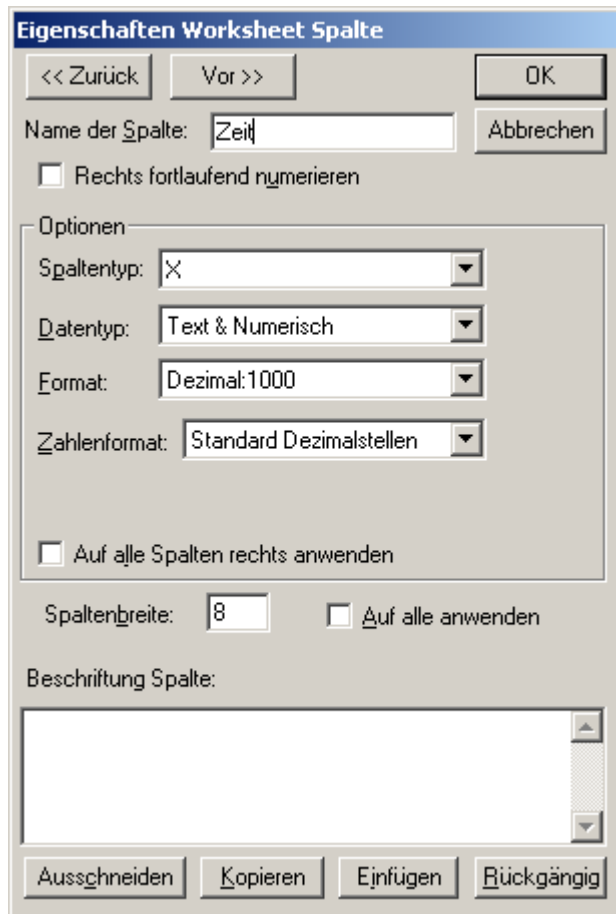 Eigenschaften Worksheet Spalte
<< Zurück Vor >> OK
Name der Spalte: Zeit Abbrechen
Rechts fortlaufend numerieren
Optionen
Spaltentyp: X
Datentyp: Text & Numerisch
Format: Dezimal:1000
Zahlenformat: Standard Dezimalstellen
Auf alle Spalten rechts anwenden
Spaltenbreite: 8 Auf alle anwenden
Beschriftung Spalte:
Ausschneiden Kopieren Einfügen Rückgängig